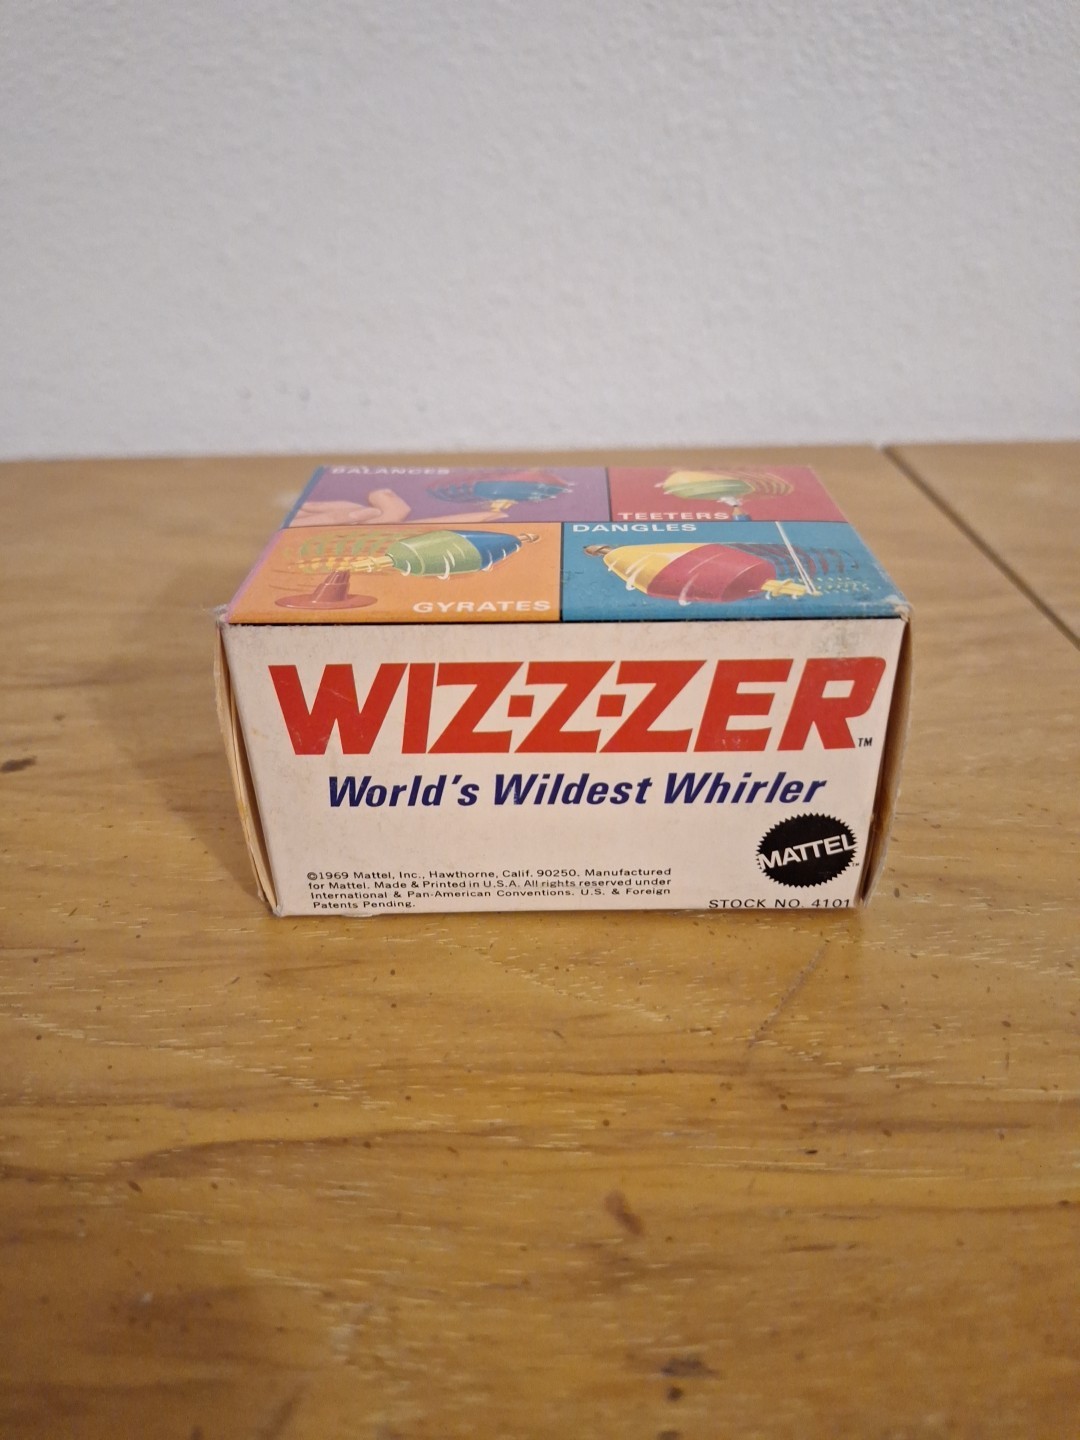 BALANCES
TEETERS
DANGLES
GYRATES
WIZ·Z·ZER™
World's Wildest Whirler
MATTEL™
©1969 Mattel, Inc., Hawthorne, Calif. 90250. Manufactured
for Mattel. Made & Printed in U.S.A. All rights reserved under
International & Pan-American Conventions. U.S. & Foreign
Patents Pending.
STOCK NO. 4101